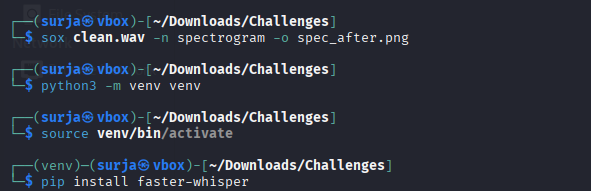 ┌──(surja㉿vbox)-[~/Downloads/Challenges]
└─$ sox clean.wav -n spectrogram -o spec_after.png
┌──(surja㉿vbox)-[~/Downloads/Challenges]
└─$ python3 -m venv venv
┌──(surja㉿vbox)-[~/Downloads/Challenges]
└─$ source venv/bin/activate
┌──(venv)─(surja㉿vbox)-[~/Downloads/Challenges]
└─$ pip install faster-whisper